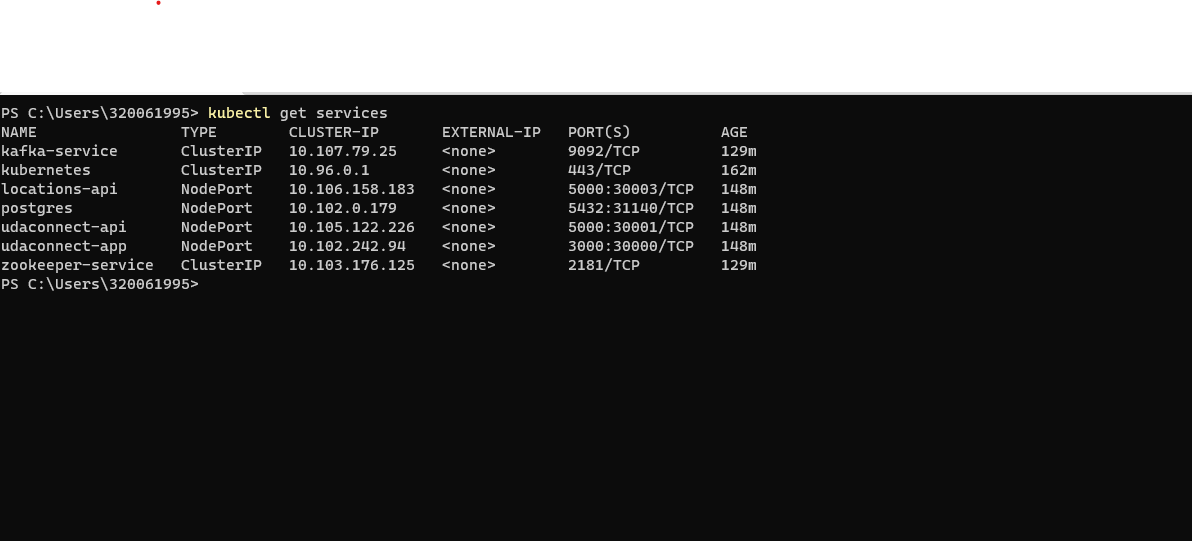 PS C:\Users\320061995> kubectl get services
NAME                TYPE        CLUSTER-IP       EXTERNAL-IP   PORT(S)          AGE
kafka-service       ClusterIP   10.107.79.25     <none>        9092/TCP         129m
kubernetes          ClusterIP   10.96.0.1        <none>        443/TCP          162m
locations-api       NodePort    10.106.158.183   <none>        5000:30003/TCP   148m
postgres            NodePort    10.102.0.179     <none>        5432:31140/TCP   148m
udaconnect-api      NodePort    10.105.122.226   <none>        5000:30001/TCP   148m
udaconnect-app      NodePort    10.102.242.94    <none>        3000:30000/TCP   148m
zookeeper-service   ClusterIP   10.103.176.125   <none>        2181/TCP         129m
PS C:\Users\320061995>